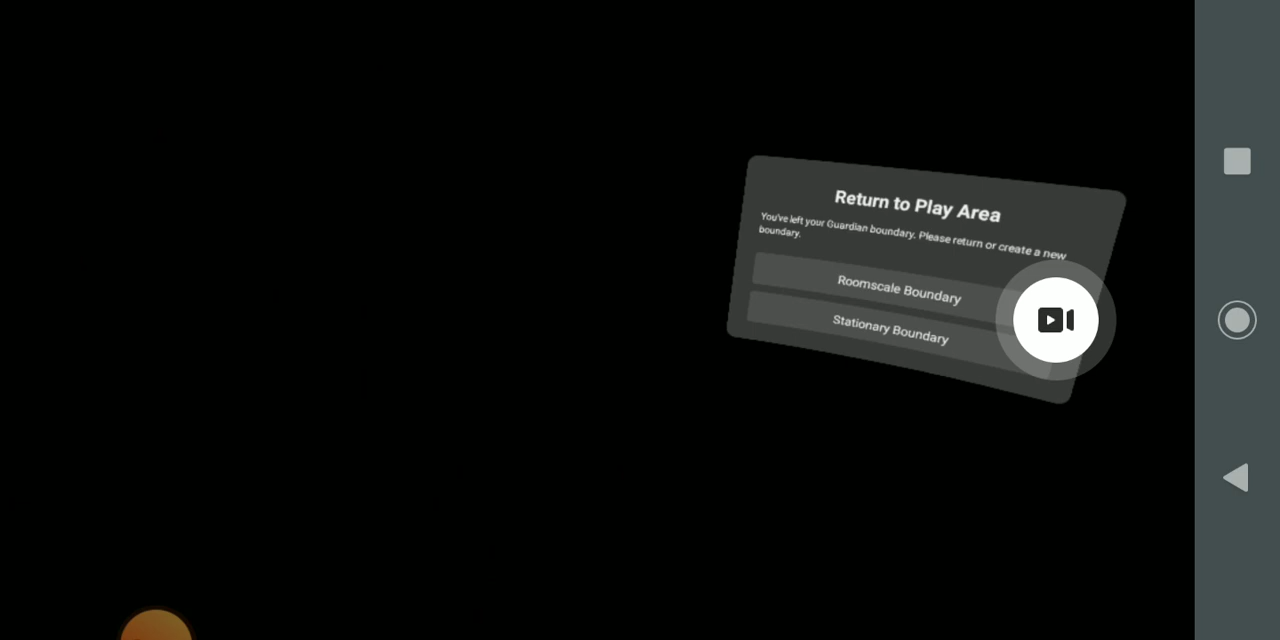 Return to Play Area
You've left your Guardian boundary. Please return or create a new
boundary.
Roomscale Boundary
Stationary Boundary